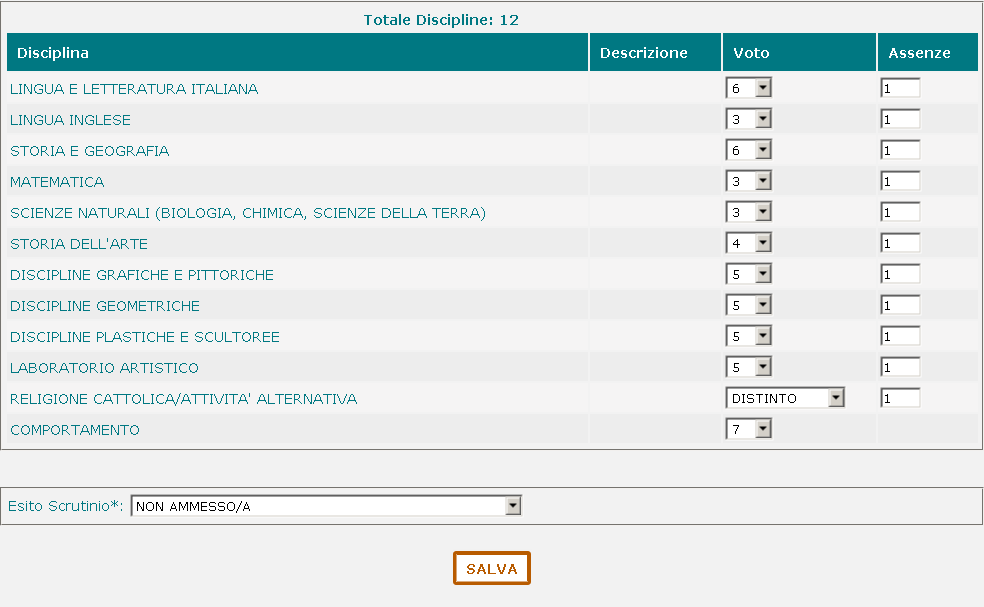 Totale Discipline: 12
Disciplina Descrizione Voto Assenze
LINGUA E LETTERATURA ITALIANA 6 1
LINGUA INGLESE 3 1
STORIA E GEOGRAFIA 6 1
MATEMATICA 3 1
SCIENZE NATURALI (BIOLOGIA, CHIMICA, SCIENZE DELLA TERRA) 3 1
STORIA DELL'ARTE 4 1
DISCIPLINE GRAFICHE E PITTORICHE 5 1
DISCIPLINE GEOMETRICHE 5 1
DISCIPLINE PLASTICHE E SCULTOREE 5 1
LABORATORIO ARTISTICO 5 1
RELIGIONE CATTOLICA/ATTIVITA' ALTERNATIVA DISTINTO 1
COMPORTAMENTO 7
Esito Scrutinio*: NON AMMESSO/A
SALVA